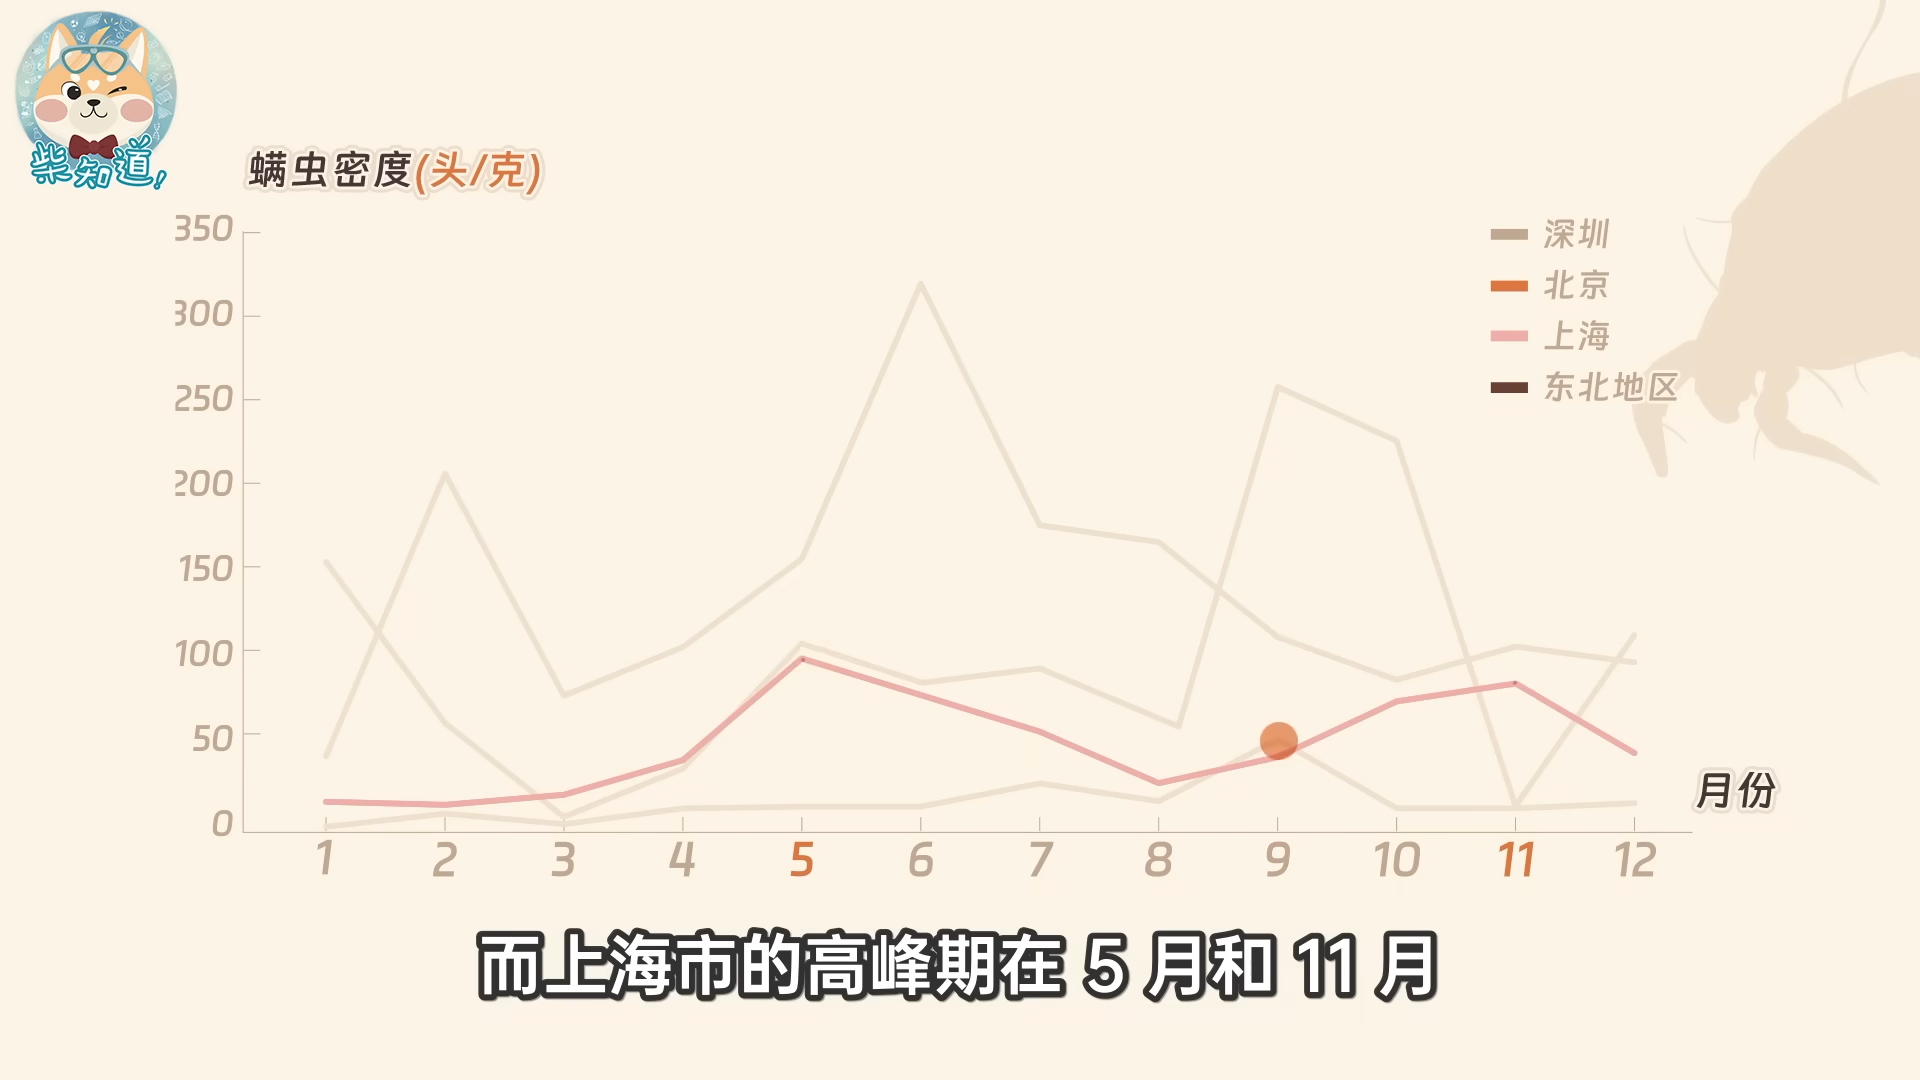 柴知道!
螨虫密度(头/克)
350
300
250
200
150
100
50
0
深圳
北京
上海
东北地区
月份
1 2 3 4 5 6 7 8 9 10 11 12
而上海市的高峰期在 5 月和 11 月